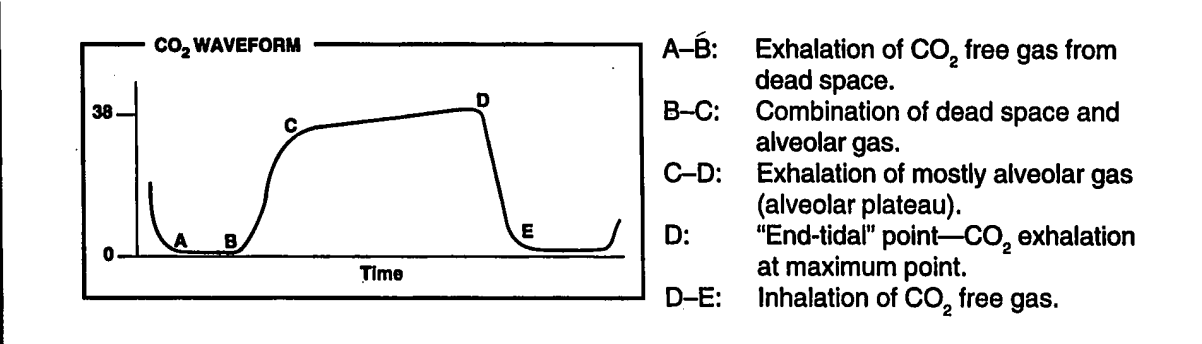 CO₂ WAVEFORM
38
0
A
B
C
D
E
Time
A–B: Exhalation of CO₂ free gas from
dead space.
B–C: Combination of dead space and
alveolar gas.
C–D: Exhalation of mostly alveolar gas
(alveolar plateau).
D: "End-tidal" point—CO₂ exhalation
at maximum point.
D–E: Inhalation of CO₂ free gas.